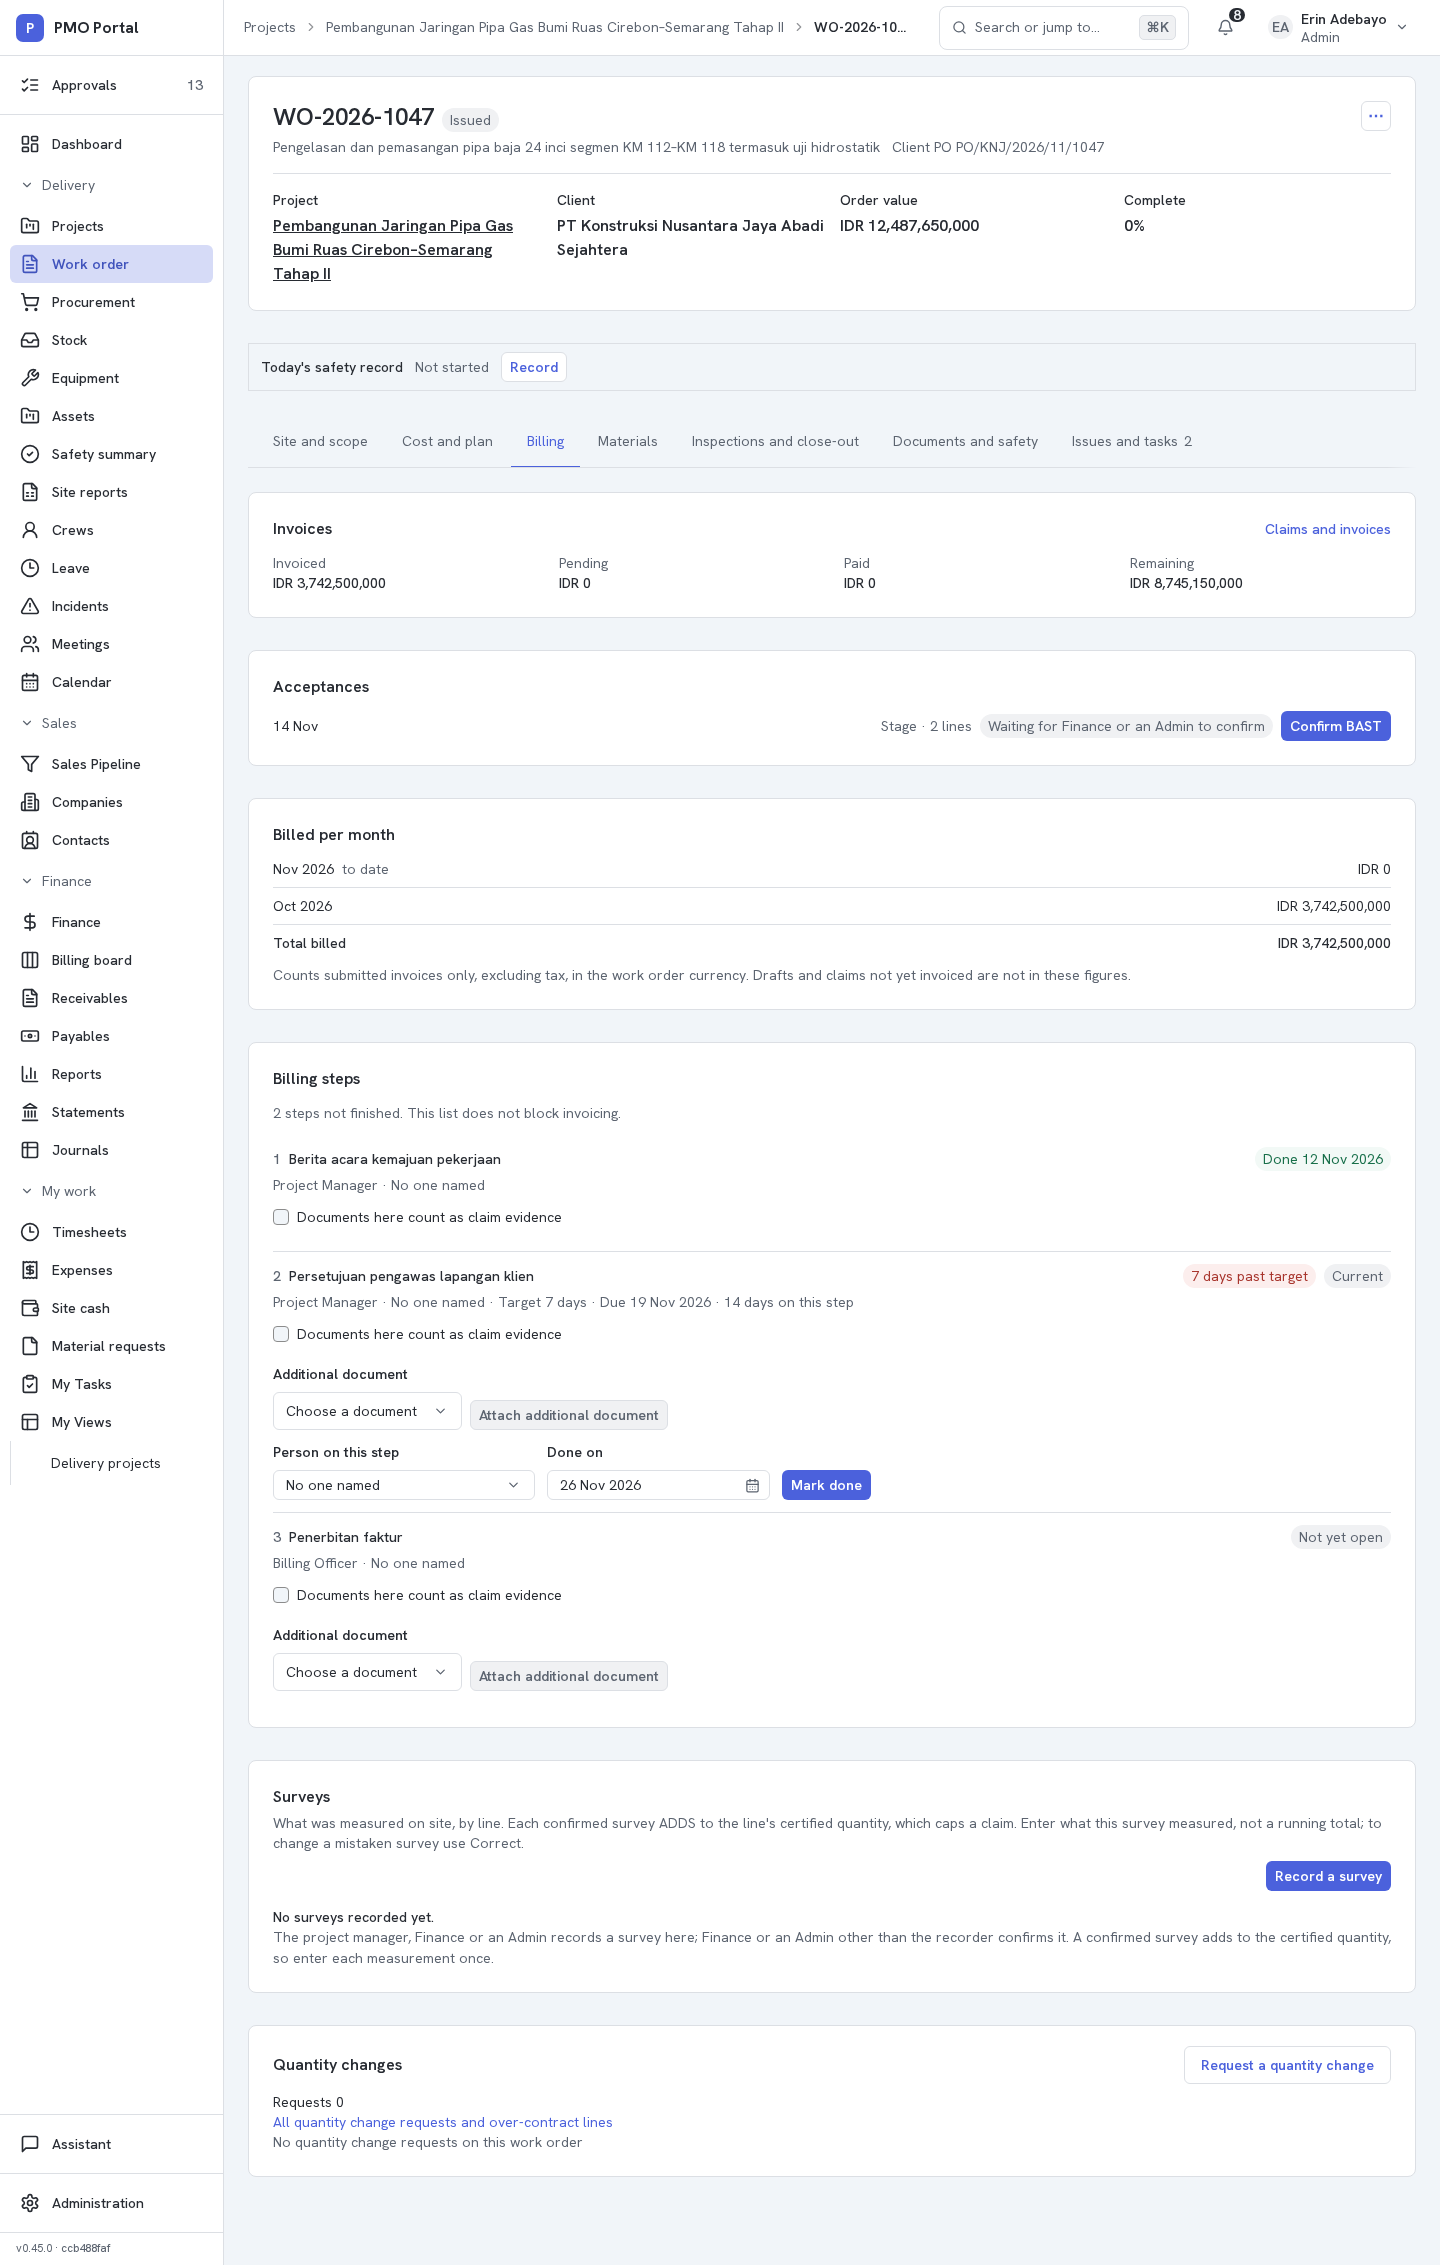 P PMO Portal
Projects > Pembangunan Jaringan Pipa Gas Bumi Ruas Cirebon–Semarang Tahap II > WO-2026-10...
Search or jump to... ⌘K
8
EA Erin Adebayo
Admin
Approvals 13
Dashboard
Delivery
Projects
Work order
Procurement
Stock
Equipment
Assets
Safety summary
Site reports
Crews
Leave
Incidents
Meetings
Calendar
Sales
Sales Pipeline
Companies
Contacts
Finance
Finance
Billing board
Receivables
Payables
Reports
Statements
Journals
My work
Timesheets
Expenses
Site cash
Material requests
My Tasks
My Views
Delivery projects
Assistant
Administration
v0.45.0 · ccb488faf
WO-2026-1047 Issued
Pengelasan dan pemasangan pipa baja 24 inci segmen KM 112–KM 118 termasuk uji hidrostatik Client PO PO/KNJ/2026/11/1047
Project
Pembangunan Jaringan Pipa Gas
Bumi Ruas Cirebon–Semarang
Tahap II
Client
PT Konstruksi Nusantara Jaya Abadi
Sejahtera
Order value
IDR 12,487,650,000
Complete
0%
Today's safety record Not started Record
Site and scope Cost and plan Billing Materials Inspections and close-out Documents and safety Issues and tasks 2
Invoices Claims and invoices
Invoiced Pending Paid Remaining
IDR 3,742,500,000 IDR 0 IDR 0 IDR 8,745,150,000
Acceptances
14 Nov Stage · 2 lines Waiting for Finance or an Admin to confirm Confirm BAST
Billed per month
Nov 2026 to date IDR 0
Oct 2026 IDR 3,742,500,000
Total billed IDR 3,742,500,000
Counts submitted invoices only, excluding tax, in the work order currency. Drafts and claims not yet invoiced are not in these figures.
Billing steps
2 steps not finished. This list does not block invoicing.
1 Berita acara kemajuan pekerjaan Done 12 Nov 2026
Project Manager · No one named
Documents here count as claim evidence
2 Persetujuan pengawas lapangan klien 7 days past target Current
Project Manager · No one named · Target 7 days · Due 19 Nov 2026 · 14 days on this step
Documents here count as claim evidence
Additional document
Choose a document Attach additional document
Person on this step Done on
No one named 26 Nov 2026 Mark done
3 Penerbitan faktur Not yet open
Billing Officer · No one named
Documents here count as claim evidence
Additional document
Choose a document Attach additional document
Surveys
What was measured on site, by line. Each confirmed survey ADDS to the line's certified quantity, which caps a claim. Enter what this survey measured, not a running total; to
change a mistaken survey use Correct.
Record a survey
No surveys recorded yet.
The project manager, Finance or an Admin records a survey here; Finance or an Admin other than the recorder confirms it. A confirmed survey adds to the certified quantity,
so enter each measurement once.
Quantity changes Request a quantity change
Requests 0
All quantity change requests and over-contract lines
No quantity change requests on this work order